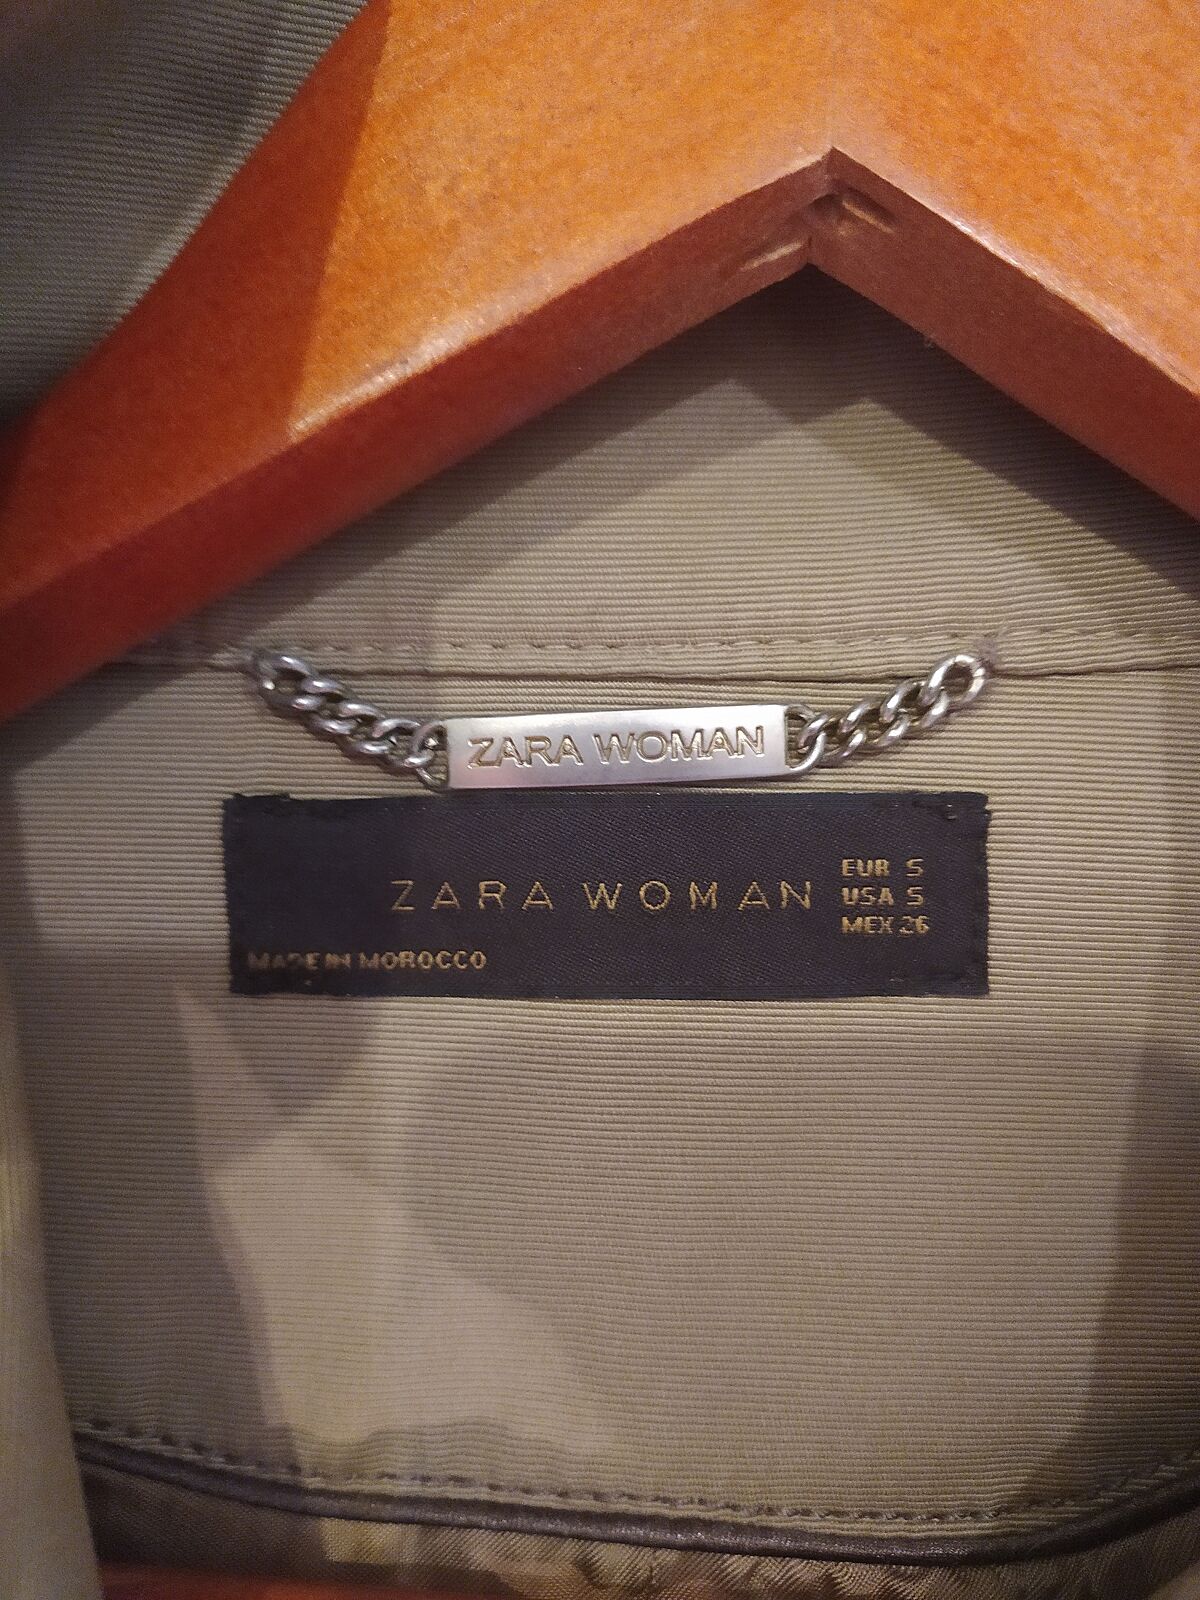 ZARA WOMAN
ZARA WOMAN
EUR S
USA S
MEX 26
MADE IN MOROCCO